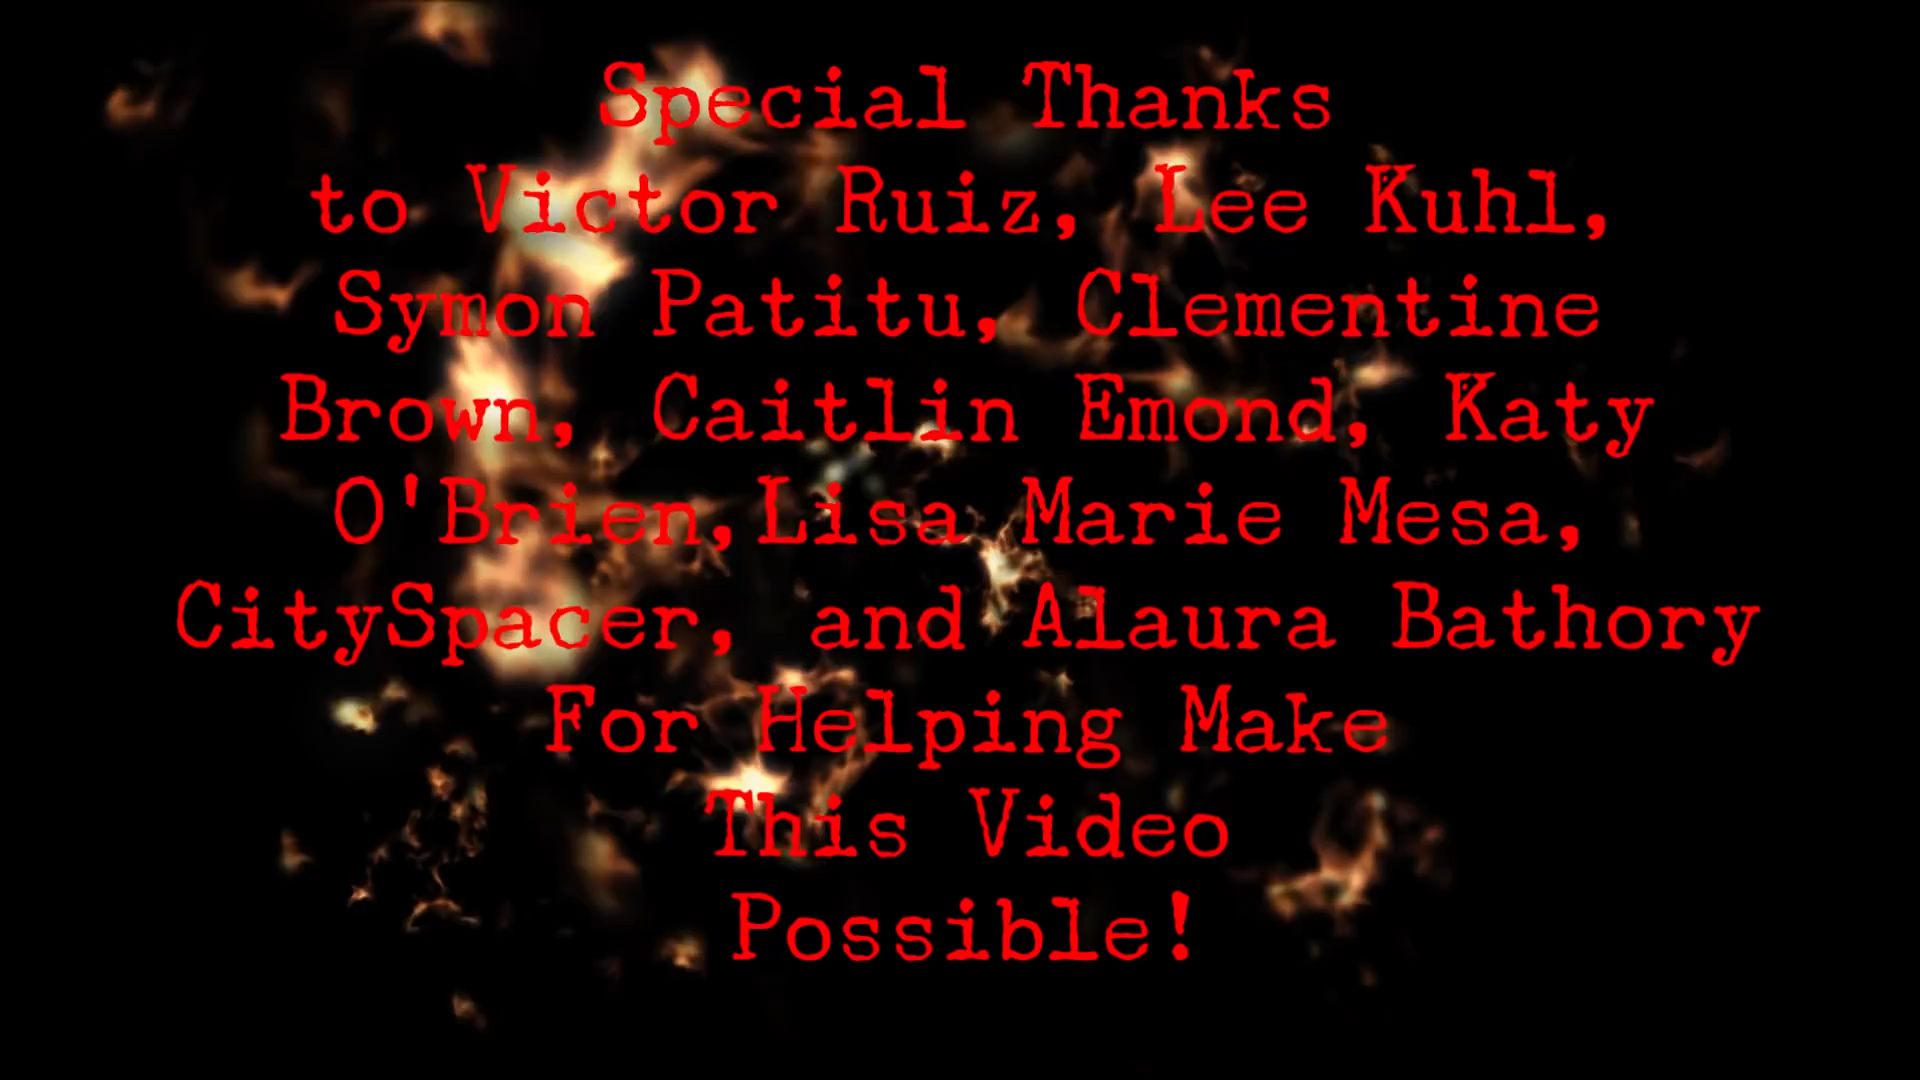 Special Thanks
to Victor Ruiz, Lee Kuhl,
Symon Patitu, Clementine
Brown, Caitlin Emond, Katy
O'Brien,Lisa Marie Mesa,
CitySpacer, and Alaura Bathory
For Helping Make
This Video
Possible!